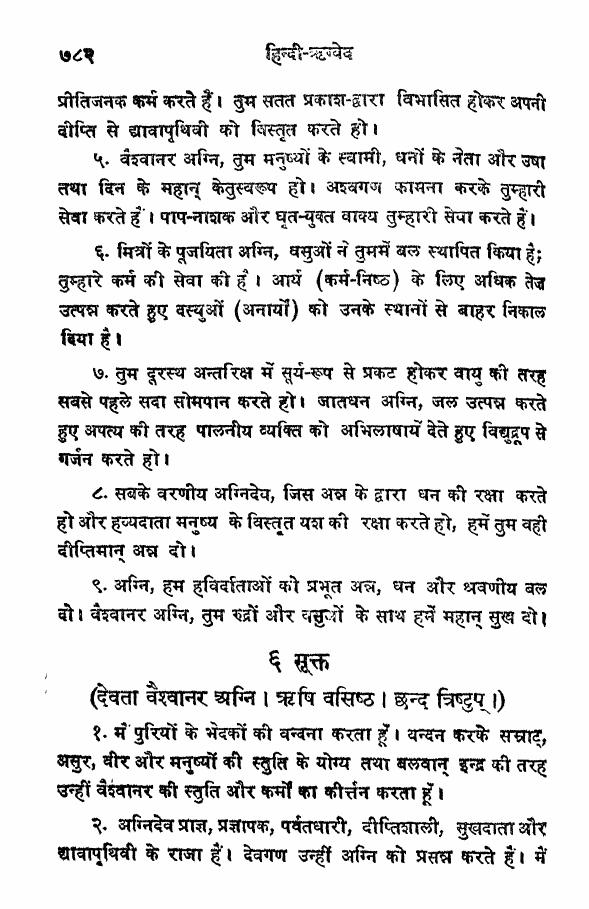 ७८२ हिन्दी-ऋग्वेद
प्रीतिजनक कर्म करते हैं। तुम सतत प्रकाश-द्वारा विभासित होकर अपनी
दीप्ति से द्यावापृथिवी को विस्तृत करते हो।
५. वैश्वानर अग्नि, तुम मनुष्यों के स्वामी, धनों के नेता और उषा
तथा दिन के महान् केतुस्वरूप हो। अश्वगण कामना करके तुम्हारी
सेवा करते हैं। पाप-नाशक और घृत-युक्त वाक्य तुम्हारी सेवा करते हैं।
६. मित्रों के पूजयिता अग्नि, वसुओं ने तुममें बल स्थापित किया है;
तुम्हारे कर्म की सेवा की है। आर्य (कर्म-निष्ठ) के लिए अधिक तेज
उत्पन्न करते हुए दस्युओं (अनार्यों) को उनके स्थानों से बाहर निकाल
दिया है।
७. तुम दूरस्थ अन्तरिक्ष में सूर्य-रूप से प्रकट होकर वायु की तरह
सबसे पहले सदा सोमपान करते हो। जातधन अग्नि, जल उत्पन्न करते
हुए अपत्य की तरह पालनीय व्यक्ति को अभिलाषायें देते हुए विद्युद्रूप से
गर्जन करते हो।
८. सबके वरणीय अग्निदेव, जिस अन्न के द्वारा धन की रक्षा करते
हो और हव्यदाता मनुष्य के विस्तृत यश की रक्षा करते हो, हमें तुम वही
दीप्तिमान् अन्न दो।
९. अग्नि, हम हविर्दाताओं को प्रभूत अन्न, धन और श्रवणीय बल
दो। वैश्वानर अग्नि, तुम रुद्रों और वसुओं के साथ हमें महान् सुख दो।
६ सूक्त
(देवता वैश्वानर अग्नि। ऋषि वसिष्ठ। छन्द त्रिष्टुप्।)
१. मैं पुरियों के भेदकों की वन्दना करता हूँ। वन्दन करके सम्राट्,
असुर, वीर और मनुष्यों की स्तुति के योग्य तथा बलवान् इन्द्र की तरह
उन्हीं वैश्वानर की स्तुति और कर्मों का कीर्त्तन करता हूँ।
२. अग्निदेव प्राज्ञ, प्रज्ञापक, पर्वतधारी, दीप्तिशाली, सुखदाता और
द्यावापृथिवी के राजा हैं। देवगण उन्हीं अग्नि को प्रसन्न करते हैं। मैं